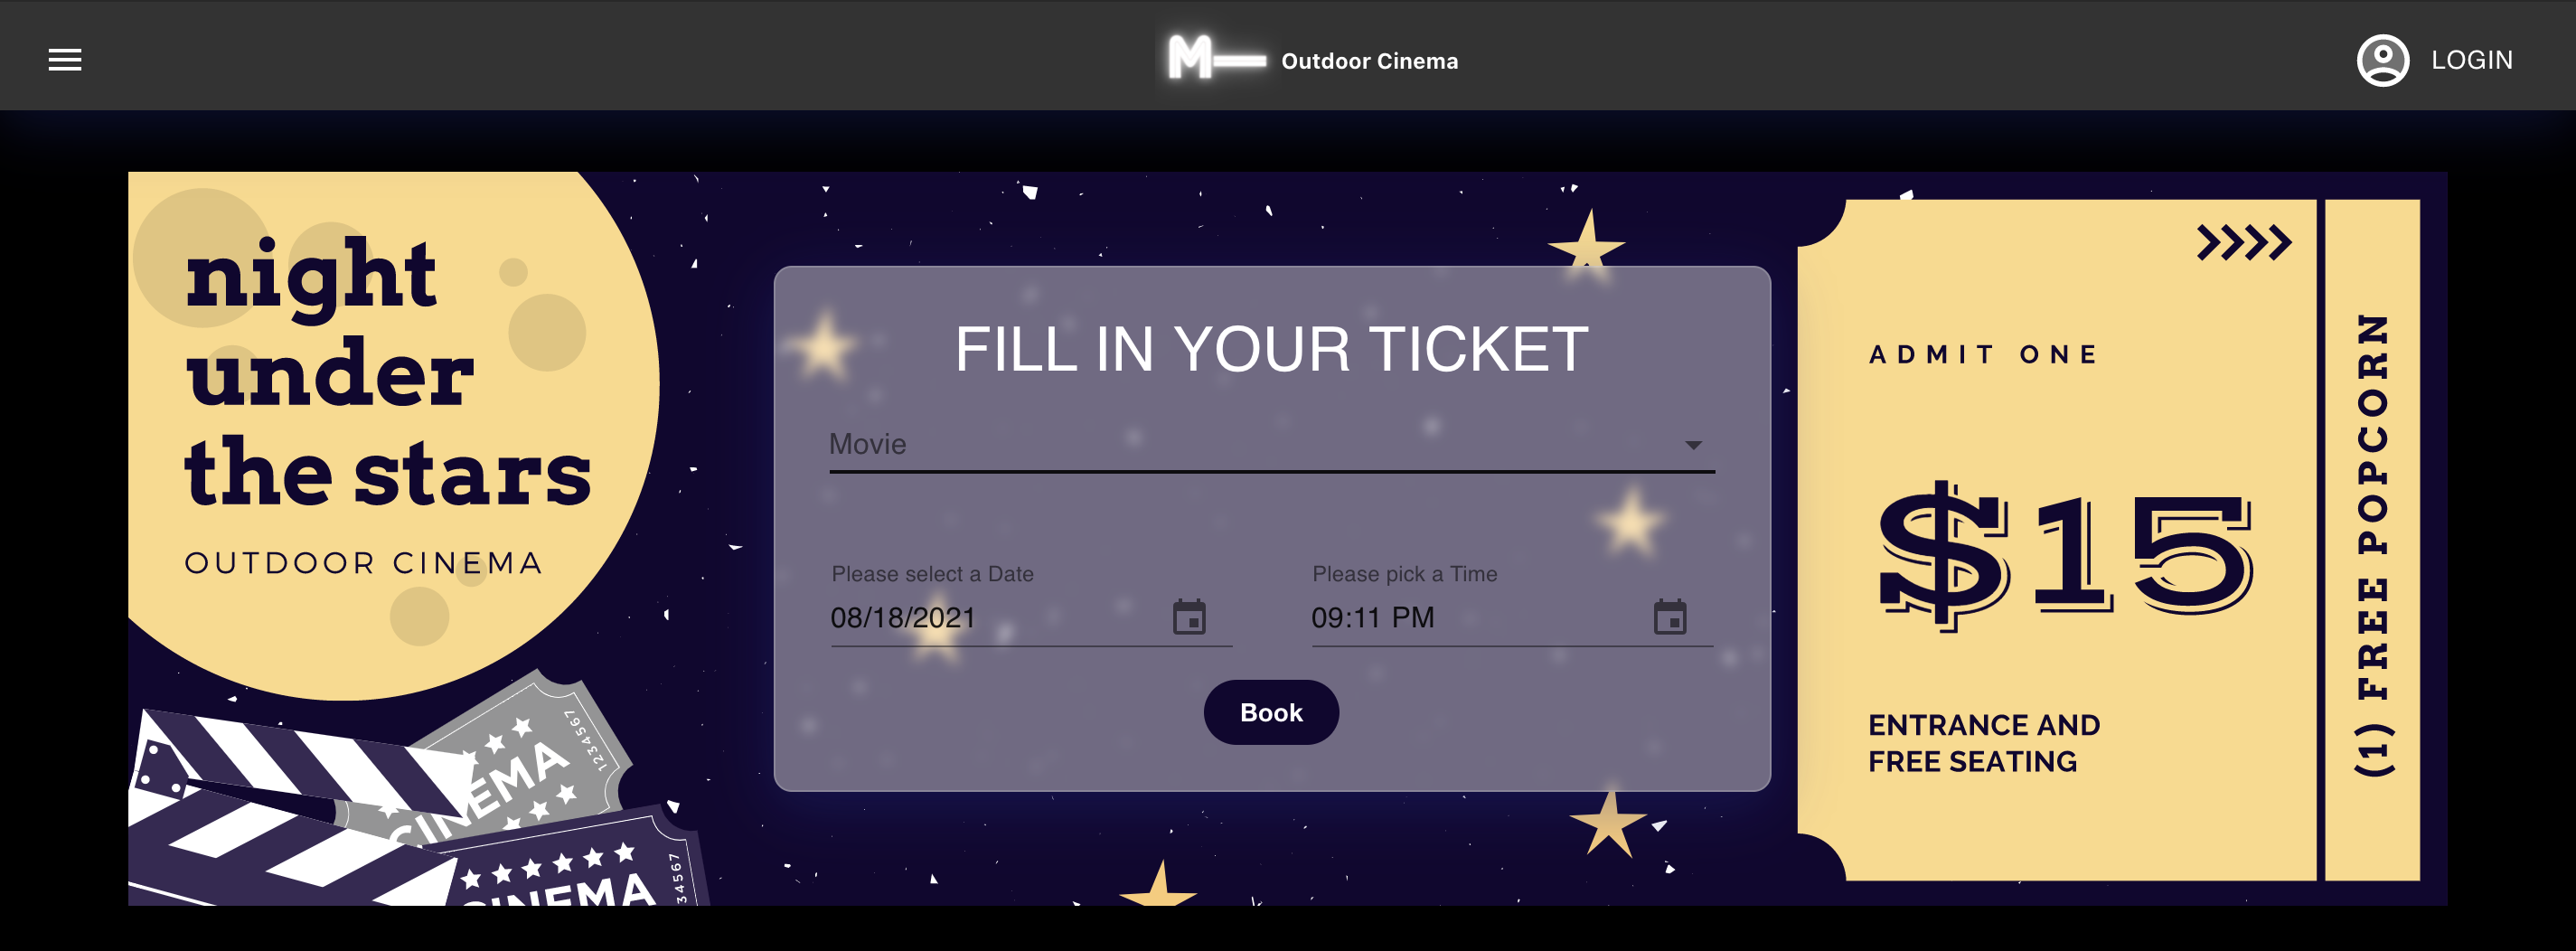 M
Outdoor Cinema
LOGIN
night
under
the stars
OUTDOOR CINEMA
CINEMA
1234567
CINEMA
34567
FILL IN YOUR TICKET
Movie
Please select a Date
08/18/2021
Please pick a Time
09:11 PM
Book
ADMIT ONE
$15
ENTRANCE AND
FREE SEATING
(1) FREE POPCORN